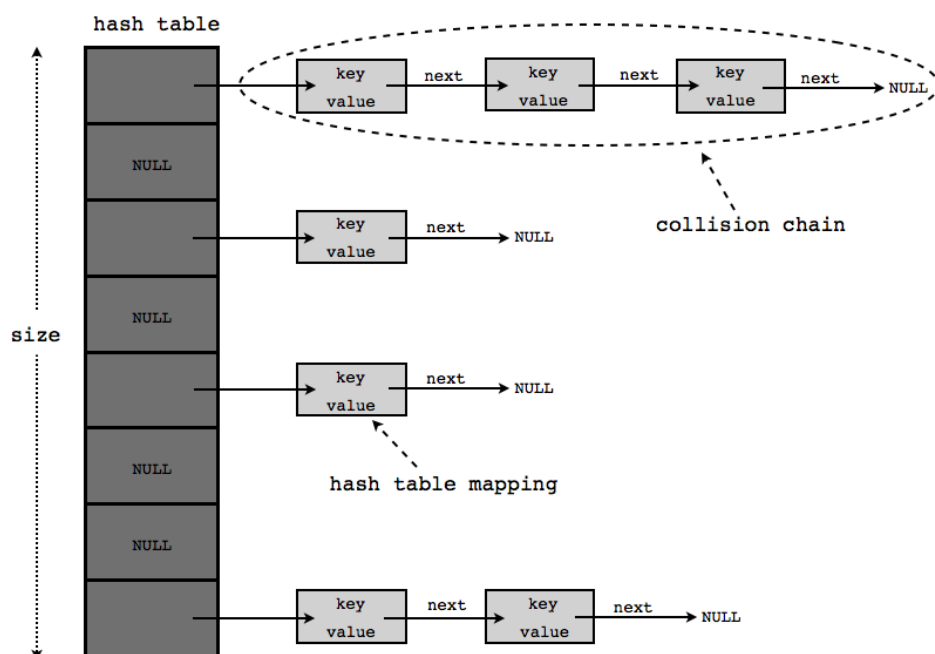 hash table
key next key next key next
value value value NULL
NULL
key next
value NULL
collision chain
NULL
size
key next
value NULL
NULL
hash table mapping
NULL
key next key next
value value NULL